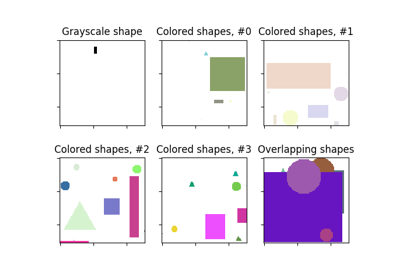 Grayscale shape
Colored shapes, #0
Colored shapes, #1
Colored shapes, #2
Colored shapes, #3
Overlapping shapes